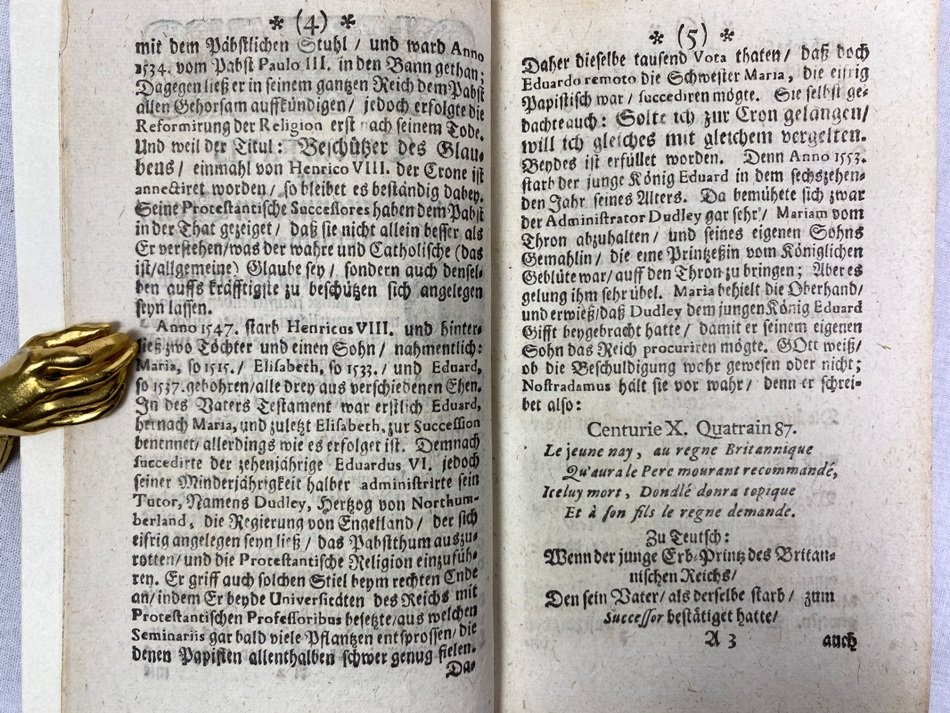 * (4) *
mit dem Päbstlichen Stuhl / und ward Anno
1534. vom Pabst Paulo III. in den Bann gethan;
Dagegen ließ er in seinem gantzen Reich dem Pabst
allen Gehorsam auffkündigen / jedoch erfolgte die
Reformirung der Religion erst nach seinem Tode.
Und weil der Titul: Beschützer des Glau-
bens / einmahl von Henrico VIII. der Crone ist
annectiret worden / so bleibet es beständig dabey.
Seine Protestantische Successores haben dem Pabst
in der That gezeiget / daß sie nicht allein besser als
Er verstehen / was der wahre und Catholische (das
ist / allgemeine) Glaube sey / sondern auch densel-
ben auffs kräfftigste zu beschützen sich angelegen
seyn lassen.
Anno 1547. starb Henricus VIII. und hinter-
ließ zwo Töchter und einen Sohn / nahmentlich:
Maria, so 1515. / Elisabeth, so 1533. / und Eduard,
so 1537. gebohren / alle drey aus verschiedenen Ehen.
In des Vaters Testament war erstlich Eduard,
hernach Maria, und zuletzt Elisabeth, zur Succession
benennet / allerdings wie es erfolget ist. Demnach
succedirte der zehenjährige Eduardus VI. jedoch
seiner Minderjährigkeit halber administrirte sein
Tutor, Namens Dudley, Hertzog von Northum-
berland, die Regierung von Engelland / der sich
eifrig angelegen seyn ließ / das Pabstthum auszu-
rotten / und die Protestantische Religion einzufüh-
ren. Er griff auch solchen Stiel beym rechten Ende
an / indem Er beyde Universitäten des Reichs mit
Protestantischen Professoribus besetzte / aus welchen
Seminariis gar bald viele Pflantzen entsprossen / die
denen Papisten allenthalben schwer genug fielen.
Da-
* (5) *
Daher dieselbe tausend Vota thaten / daß doch
Eduardo remoto die Schwester Maria, die eifrig
Papistisch war / succediren mögte. Sie selbst ge-
dachte auch: Solte ich zur Cron gelangen /
will ich gleiches mit gleichem vergelten.
Beydes ist erfüllet worden. Denn Anno 1553.
starb der junge König Eduard in dem sechszehen-
den Jahr seines Alters. Da bemühete sich zwar
der Administrator Dudley gar sehr / Mariam vom
Thron abzuhalten / und seines eigenen Sohns
Gemahlin / die eine Printzeßin vom Königlichen
Geblüte war / auff den Thron zu bringen; Aber es
gelung ihm sehr übel. Maria behielt die Oberhand /
und erwieß / daß Dudley dem jungen König Eduard
Gifft beygebracht hatte / damit er seinem eigenen
Sohn das Reich procuriren mögte. GOtt weiß /
ob die Beschuldigung wahr gewesen oder nicht;
Nostradamus hält sie vor wahr / denn er schrei-
bet also:
Centurie X. Quatrain 87.
Le jeune nay, au regne Britannique
Qu'aura le Pere mourant recommandé,
Iceluy mort, Dondlé donra topique
Et à son fils le regne demande.
Zu Teutsch:
Wenn der junge Erb-Printz des Britan-
nischen Reichs /
Den sein Vater / als derselbe starb / zum
Successor bestätiget hatte /
A 3
auch